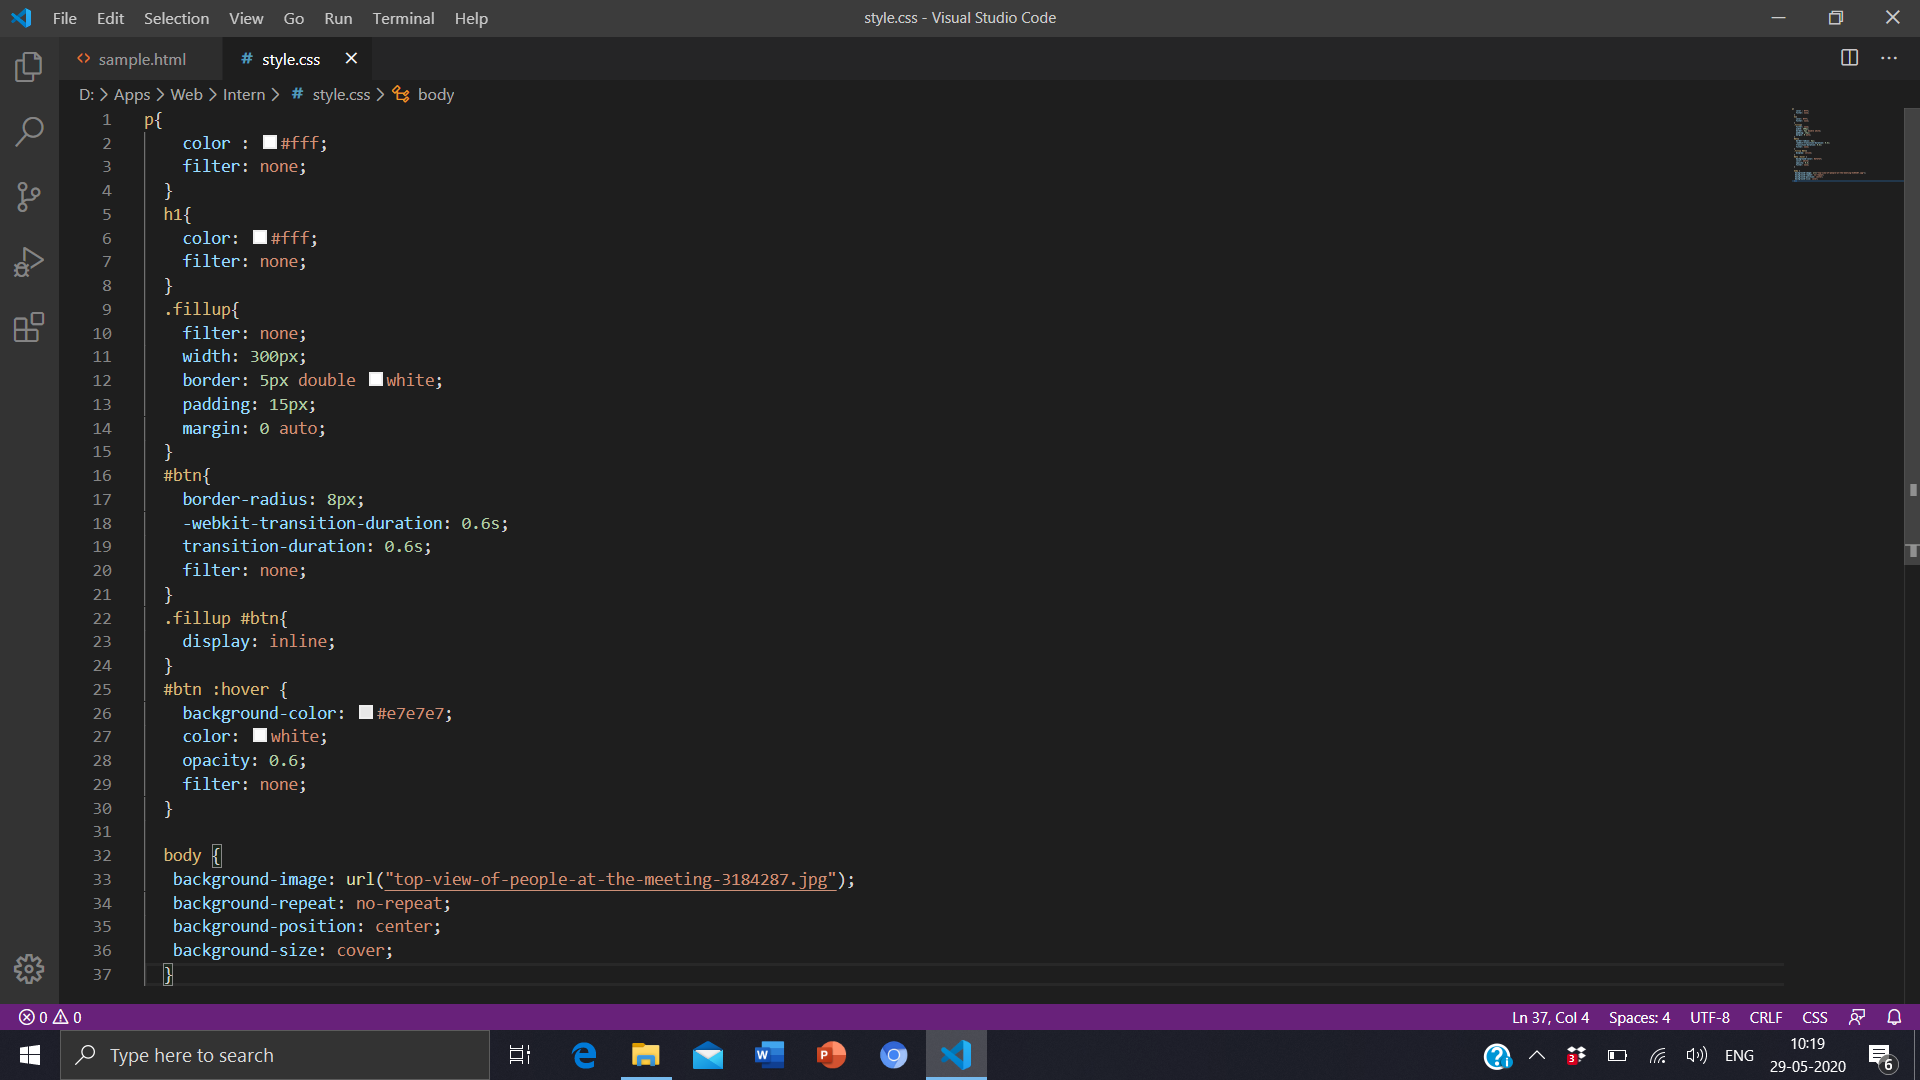 File Edit Selection View Go Run Terminal Help
style.css - Visual Studio Code
sample.html
# style.css
D: > Apps > Web > Intern > # style.css > body
1 p{
2 color : #fff;
3 filter: none;
4 }
5 h1{
6 color: #fff;
7 filter: none;
8 }
9 .fillup{
10 filter: none;
11 width: 300px;
12 border: 5px double white;
13 padding: 15px;
14 margin: 0 auto;
15 }
16 #btn{
17 border-radius: 8px;
18 -webkit-transition-duration: 0.6s;
19 transition-duration: 0.6s;
20 filter: none;
21 }
22 .fillup #btn{
23 display: inline;
24 }
25 #btn :hover {
26 background-color: #e7e7e7;
27 color: white;
28 opacity: 0.6;
29 filter: none;
30 }
31
32 body {
33 background-image: url("top-view-of-people-at-the-meeting-3184287.jpg");
34 background-repeat: no-repeat;
35 background-position: center;
36 background-size: cover;
37 }
0 0
Ln 37, Col 4 Spaces: 4 UTF-8 CRLF CSS
Type here to search
ENG
10:19
29-05-2020
3
6